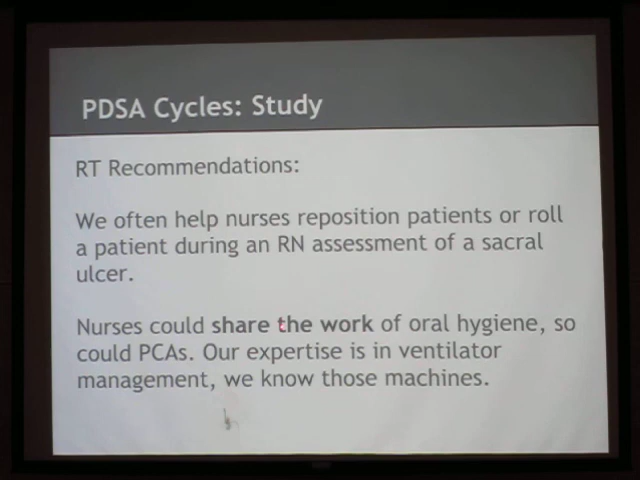 PDSA Cycles: Study
RT Recommendations:
We often help nurses reposition patients or roll
a patient during an RN assessment of a sacral
ulcer.
Nurses could share the work of oral hygiene, so
could PCAs. Our expertise is in ventilator
management, we know those machines.